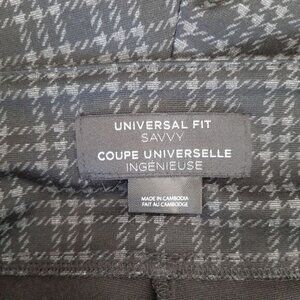 UNIVERSAL FIT
SAVVY
COUPE UNIVERSELLE
INGÉNIEUSE
MADE IN CAMBODIA
FAIT AU CAMBODGE